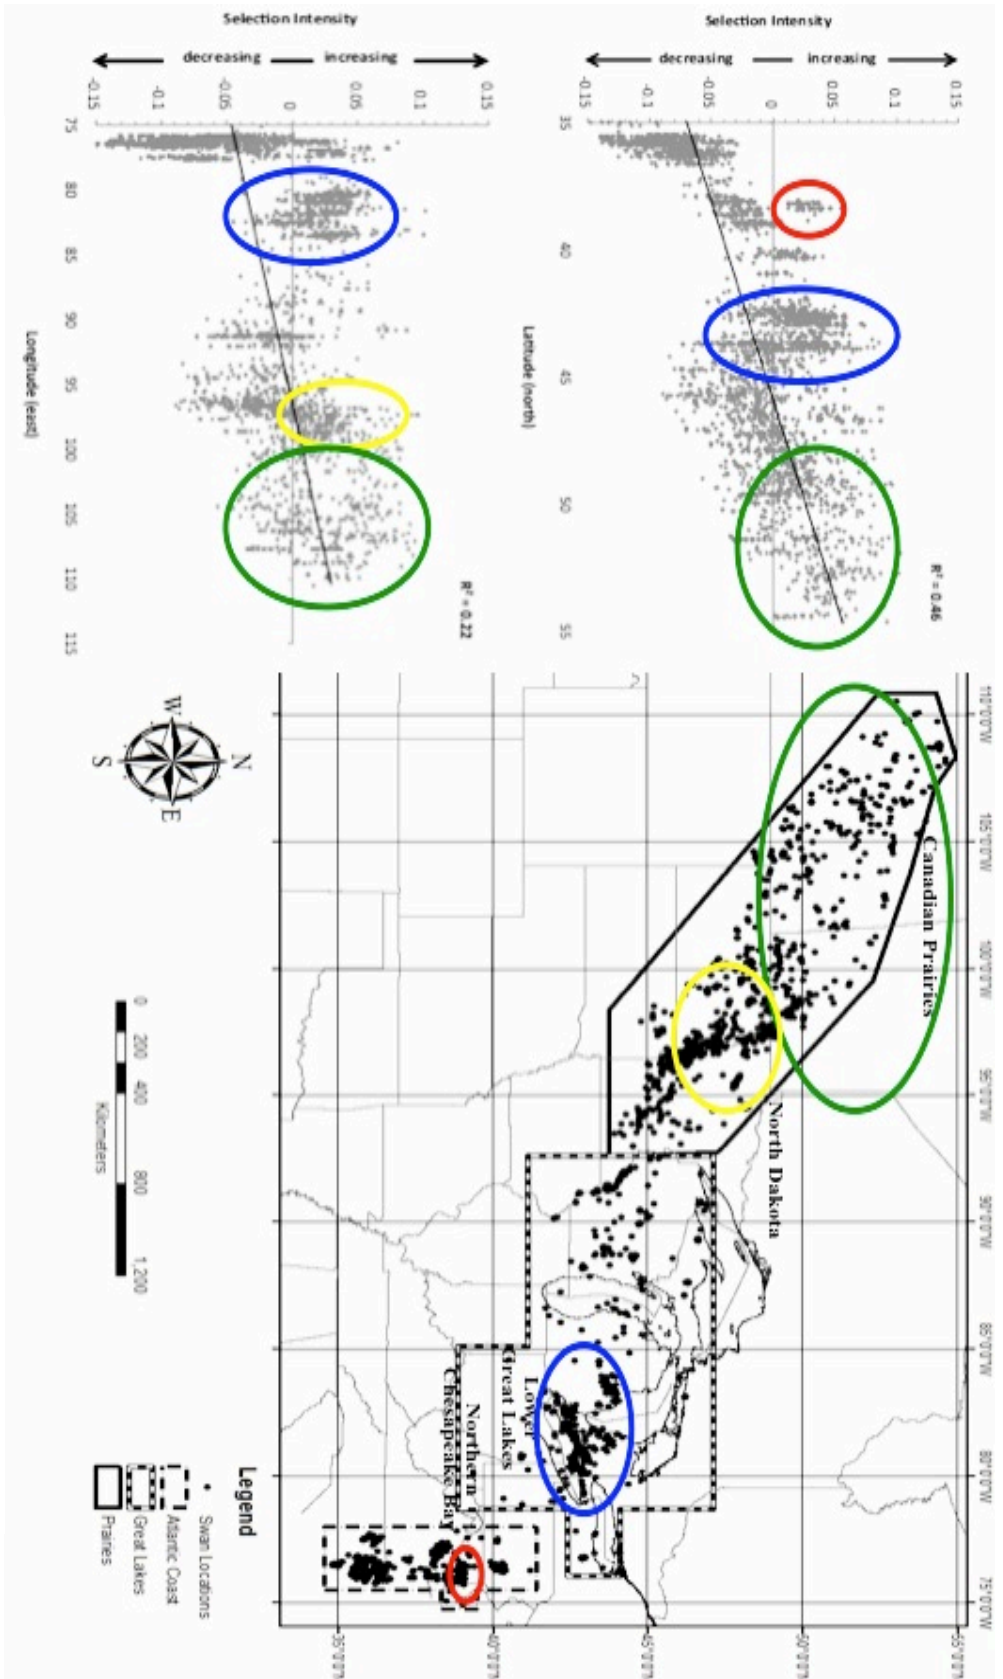 Selection Intensity
decreasing
increasing
0.15
0.1
0.05
0
-0.05
-0.1
-0.15
R² = 0.46
35
40
45
50
55
Latitude (north)
Selection Intensity
decreasing
increasing
0.15
0.1
0.05
0
-0.05
-0.1
-0.15
R² = 0.22
75
80
85
90
95
100
105
110
115
Longitude (east)
110°0'0"W
105°0'0"W
100°0'0"W
95°0'0"W
90°0'0"W
85°0'0"W
80°0'0"W
75°0'0"W
55°0'0"N
50°0'0"N
45°0'0"N
40°0'0"N
35°0'0"N
Canadian Prairies
North Dakota
Lower
Great Lakes
Northern
Chesapeake Bay
N
W
E
S
0
200
400
800
1,200
Kilometers
Legend
Swan Locations
Atlantic Coast
Great Lakes
Prairies